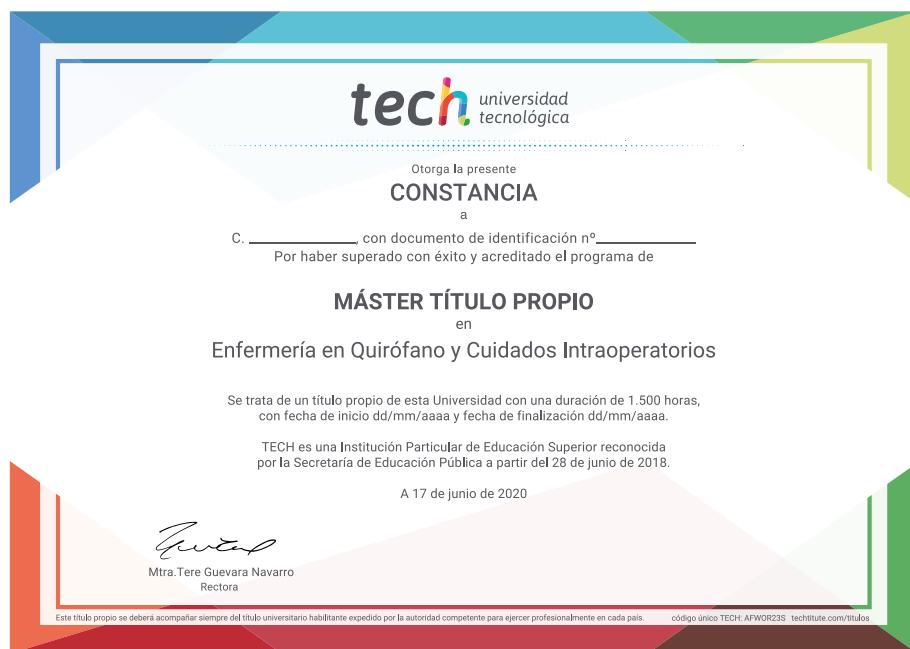 tech universidad
tecnológica
Otorga la presente
CONSTANCIA
a
C. ____________, con documento de identificación nº____________
Por haber superado con éxito y acreditado el programa de
MÁSTER TÍTULO PROPIO
en
Enfermería en Quirófano y Cuidados Intraoperatorios
Se trata de un título propio de esta Universidad con una duración de 1.500 horas,
con fecha de inicio dd/mm/aaaa y fecha de finalización dd/mm/aaaa.
TECH es una Institución Particular de Educación Superior reconocida
por la Secretaría de Educación Pública a partir del 28 de junio de 2018.
A 17 de junio de 2020
Mtra.Tere Guevara Navarro
Rectora
Este título propio se deberá acompañar siempre del título universitario habilitante expedido por la autoridad competente para ejercer profesionalmente en cada país. código único TECH: AFWOR23S techtitute.com/titulos